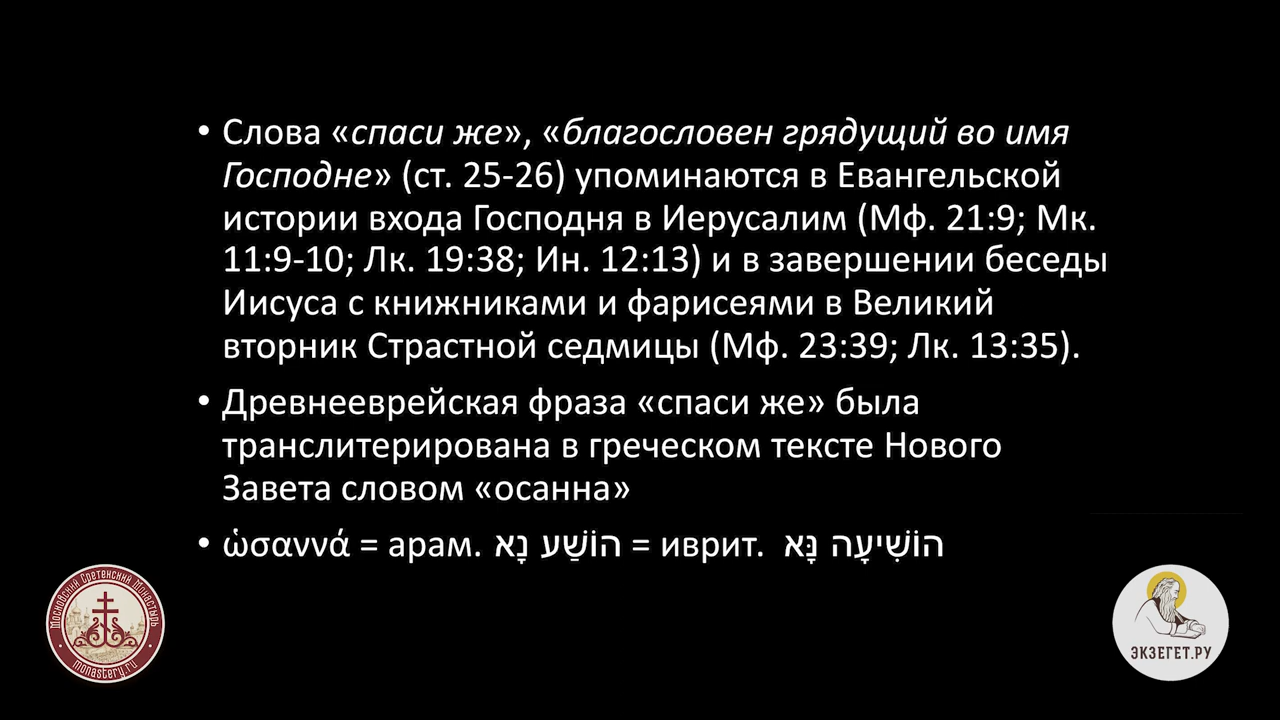 • Слова «спаси же», «благословен грядущий во имя
Господне» (ст. 25-26) упоминаются в Евангельской
истории входа Господня в Иерусалим (Мф. 21:9; Мк.
11:9-10; Лк. 19:38; Ин. 12:13) и в завершении беседы
Иисуса с книжниками и фарисеями в Великий
вторник Страстной седмицы (Мф. 23:39; Лк. 13:35).
• Древнееврейская фраза «спаси же» была
транслитерирована в греческом тексте Нового
Завета словом «осанна»
• ὡσαννά = арам. הוֹשַׁע נָא = иврит. הוֹשִׁיעָה נָּא
Московский Сретенский Монастырь
monastery.ru
ЭКЗЕГЕТ.РУ